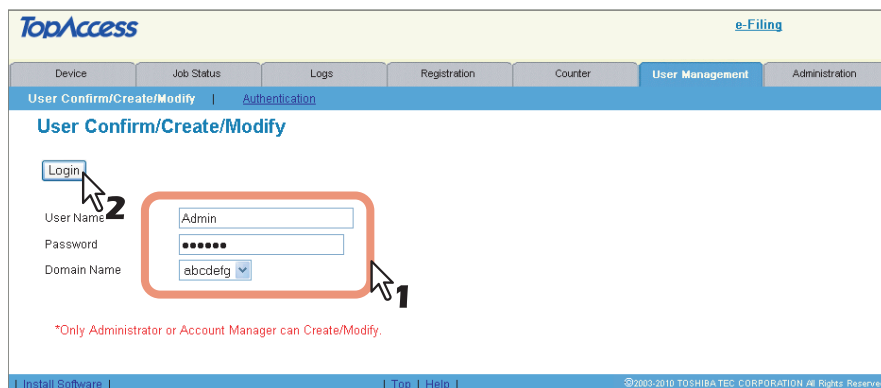 TopAccess
e-Filing
Device Job Status Logs Registration Counter User Management Administration
User Confirm/Create/Modify | Authentication
User Confirm/Create/Modify
Login
2
User Name Admin
Password ●●●●●●
Domain Name abcdefg
1
*Only Administrator or Account Manager can Create/Modify.
| Install Software | | Top | Help | ©2003-2010 TOSHIBA TEC CORPORATION All Rights Reserved